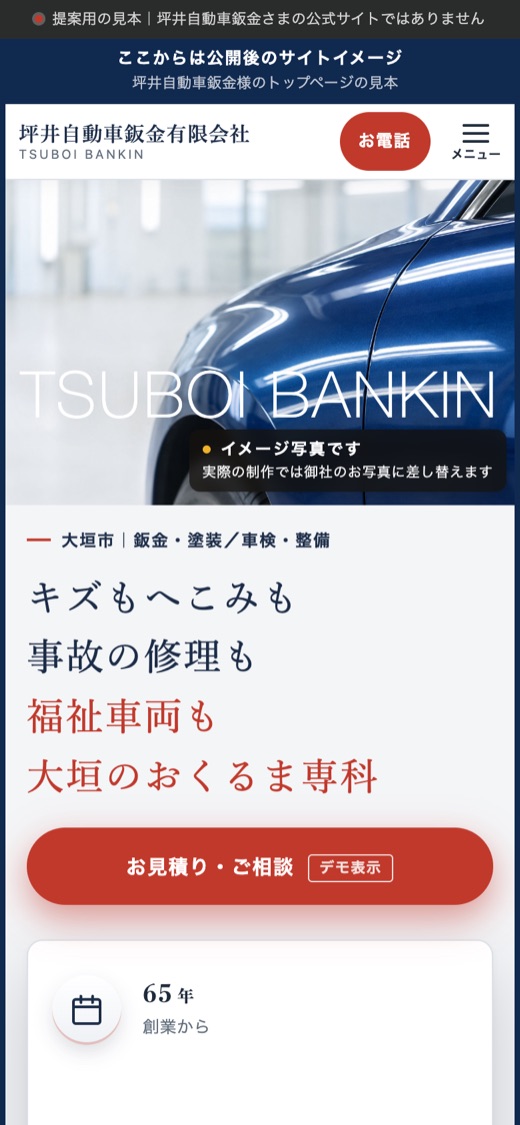 提案用の見本｜坪井自動車鈑金さまの公式サイトではありません
ここからは公開後のサイトイメージ
坪井自動車鈑金様のトップページの見本
坪井自動車鈑金有限会社
TSUBOI BANKIN
お電話
メニュー
TSUBOI BANKIN
イメージ写真です
実際の制作では御社のお写真に差し替えます
大垣市｜鈑金・塗装／車検・整備
キズもへこみも
事故の修理も
福祉車両も
大垣のおくるま専科
お見積り・ご相談 デモ表示
65年
創業から